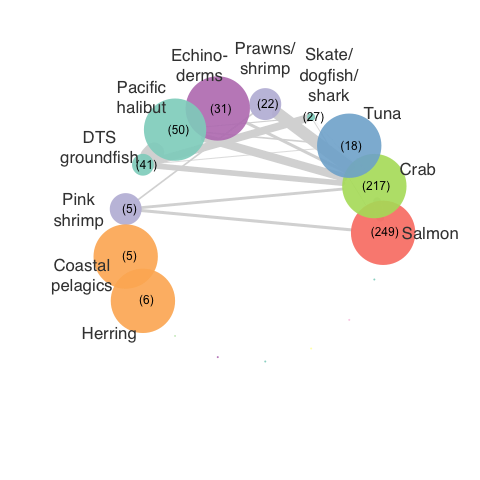 Echino-
derms
(31)
Prawns/
shrimp
(22)
Skate/
dogfish/
shark
(27)
Pacific
halibut
(50)
Tuna
(18)
DTS
groundfish
(41)
Crab
(217)
Pink
shrimp
(5)
Salmon
(249)
Coastal
pelagics
(5)
Herring
(6)